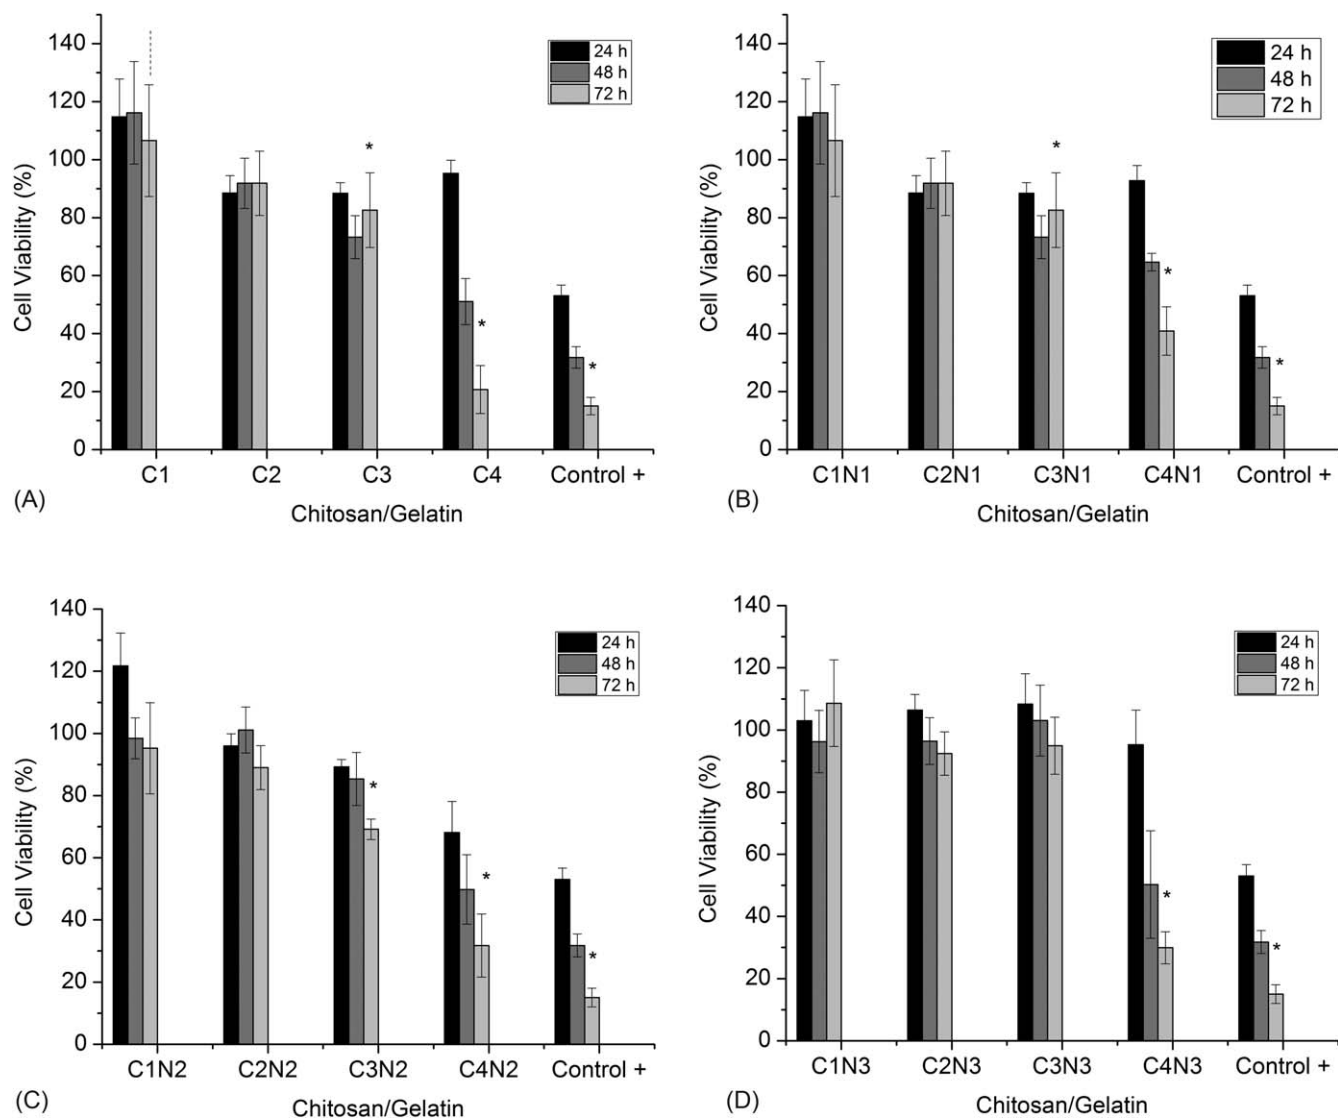 140
120
100
80
60
40
20
0
Cell Viability (%)
24 h
48 h
72 h
*
*
*
C1 C2 C3 C4 Control +
(A)
Chitosan/Gelatin
140
120
100
80
60
40
20
0
Cell Viability (%)
24 h
48 h
72 h
*
*
*
C1N1 C2N1 C3N1 C4N1 Control +
(B)
Chitosan/Gelatin
140
120
100
80
60
40
20
0
Cell Viability (%)
24 h
48 h
72 h
*
*
*
C1N2 C2N2 C3N2 C4N2 Control +
(C)
Chitosan/Gelatin
140
120
100
80
60
40
20
0
Cell Viability (%)
24 h
48 h
72 h
*
*
C1N3 C2N3 C3N3 C4N3 Control +
(D)
Chitosan/Gelatin